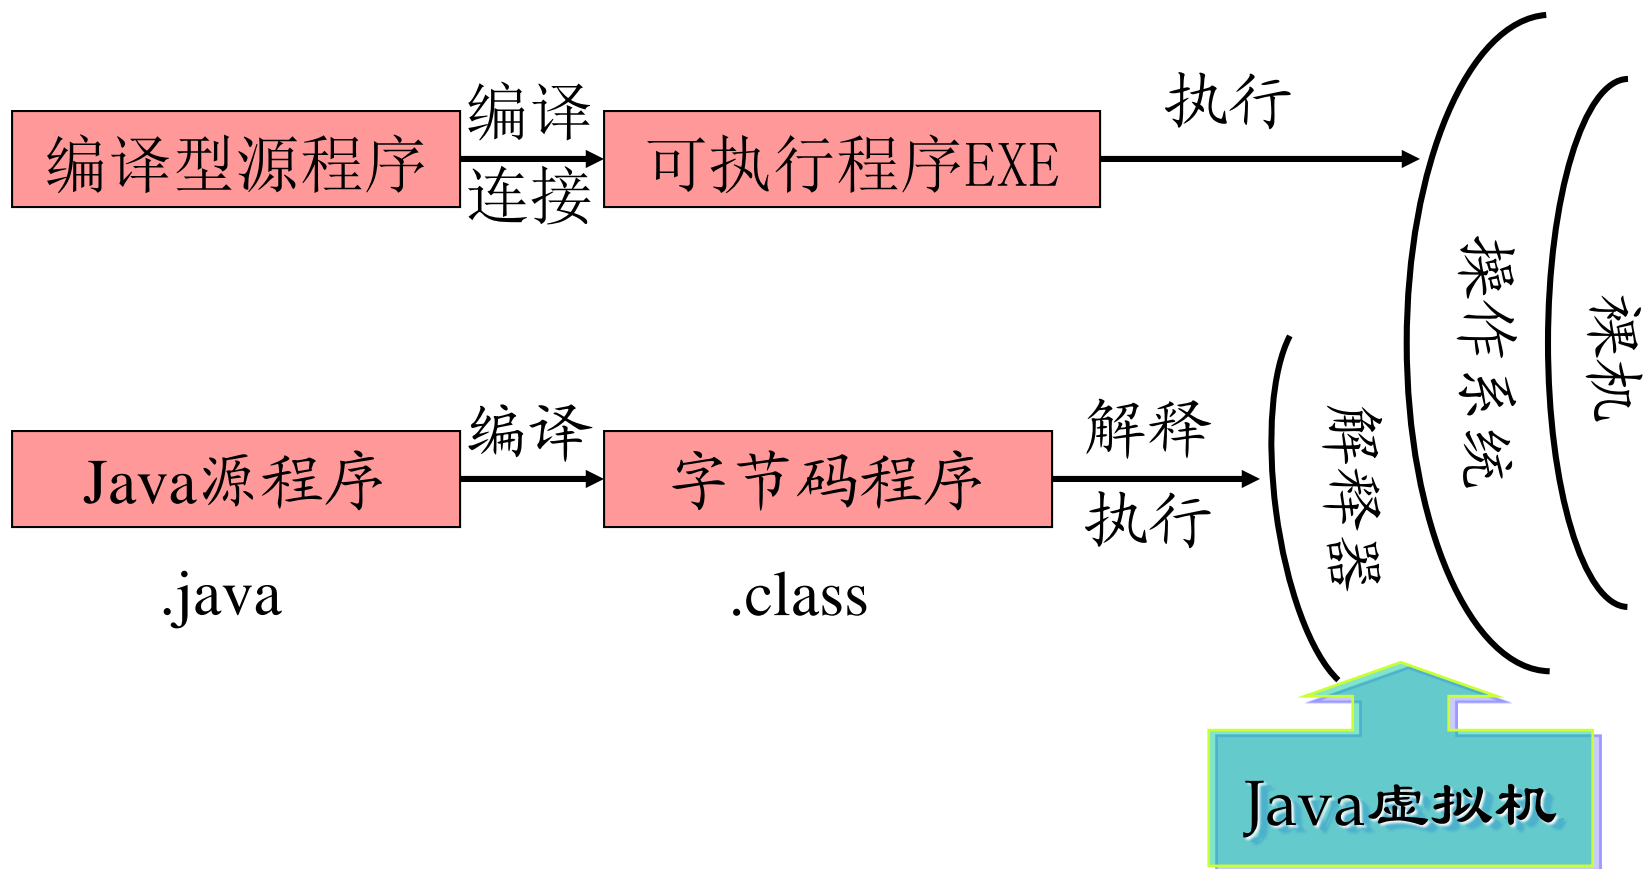 编译型源程序
编译
连接
可执行程序EXE
执行
操作系统
裸机
Java源程序
编译
字节码程序
解释
执行
解释器
.java
.class
Java虚拟机